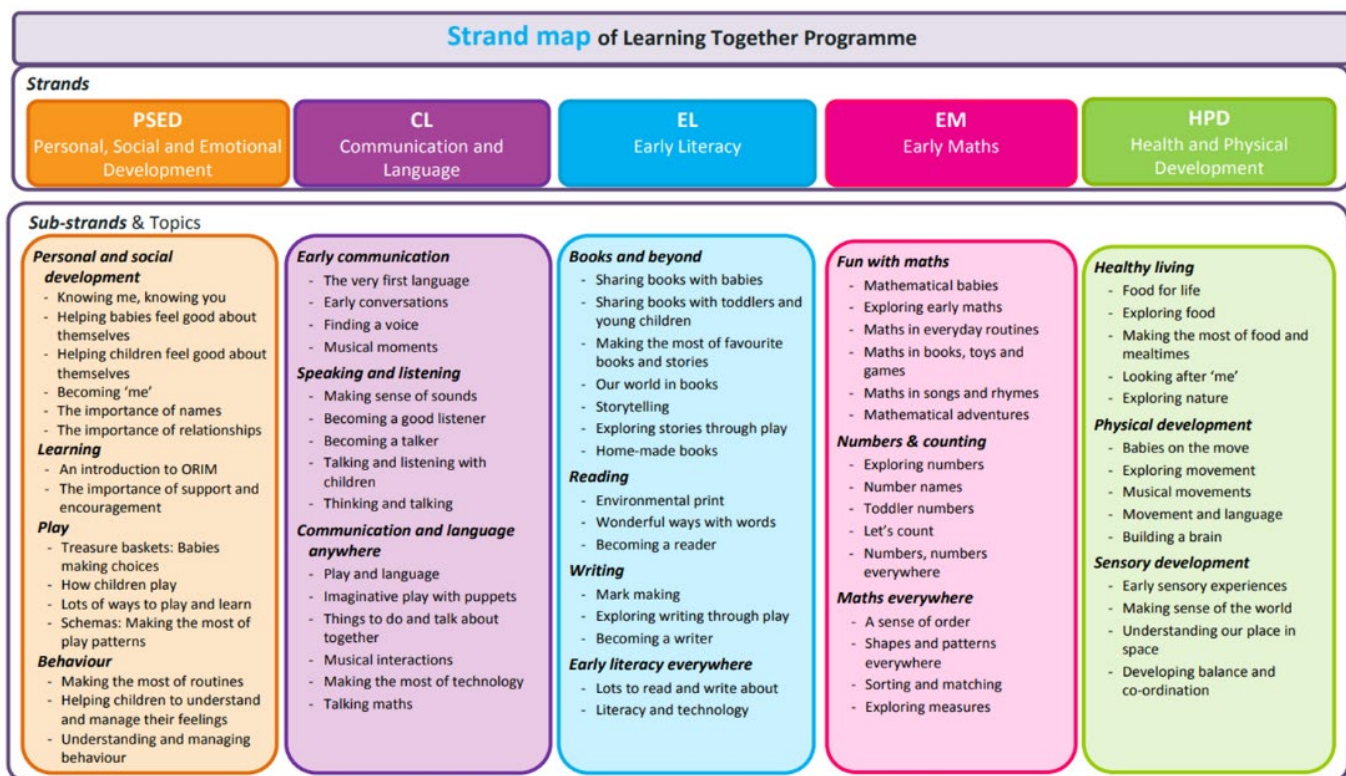 Strand map of Learning Together Programme
Strands
PSED
Personal, Social and Emotional
Development
CL
Communication and
Language
EL
Early Literacy
EM
Early Maths
HPD
Health and Physical
Development
Sub-strands & Topics
Personal and social
development
- Knowing me, knowing you
- Helping babies feel good about
themselves
- Helping children feel good about
themselves
- Becoming ‘me’
- The importance of names
- The importance of relationships
Learning
- An introduction to ORIM
- The importance of support and
encouragement
Play
- Treasure baskets: Babies
making choices
- How children play
- Lots of ways to play and learn
- Schemas: Making the most of
play patterns
Behaviour
- Making the most of routines
- Helping children to understand
and manage their feelings
- Understanding and managing
behaviour
Early communication
- The very first language
- Early conversations
- Finding a voice
- Musical moments
Speaking and listening
- Making sense of sounds
- Becoming a good listener
- Becoming a talker
- Talking and listening with
children
- Thinking and talking
Communication and language
anywhere
- Play and language
- Imaginative play with puppets
- Things to do and talk about
together
- Musical interactions
- Making the most of technology
- Talking maths
Books and beyond
- Sharing books with babies
- Sharing books with toddlers and
young children
- Making the most of favourite
books and stories
- Our world in books
- Storytelling
- Exploring stories through play
- Home-made books
Reading
- Environmental print
- Wonderful ways with words
- Becoming a reader
Writing
- Mark making
- Exploring writing through play
- Becoming a writer
Early literacy everywhere
- Lots to read and write about
- Literacy and technology
Fun with maths
- Mathematical babies
- Exploring early maths
- Maths in everyday routines
- Maths in books, toys and
games
- Maths in songs and rhymes
- Mathematical adventures
Numbers & counting
- Exploring numbers
- Number names
- Toddler numbers
- Let’s count
- Numbers, numbers
everywhere
Maths everywhere
- A sense of order
- Shapes and patterns
everywhere
- Sorting and matching
- Exploring measures
Healthy living
- Food for life
- Exploring food
- Making the most of food and
mealtimes
- Looking after ‘me’
- Exploring nature
Physical development
- Babies on the move
- Exploring movement
- Musical movements
- Movement and language
- Building a brain
Sensory development
- Early sensory experiences
- Making sense of the world
- Understanding our place in
space
- Developing balance and
co-ordination